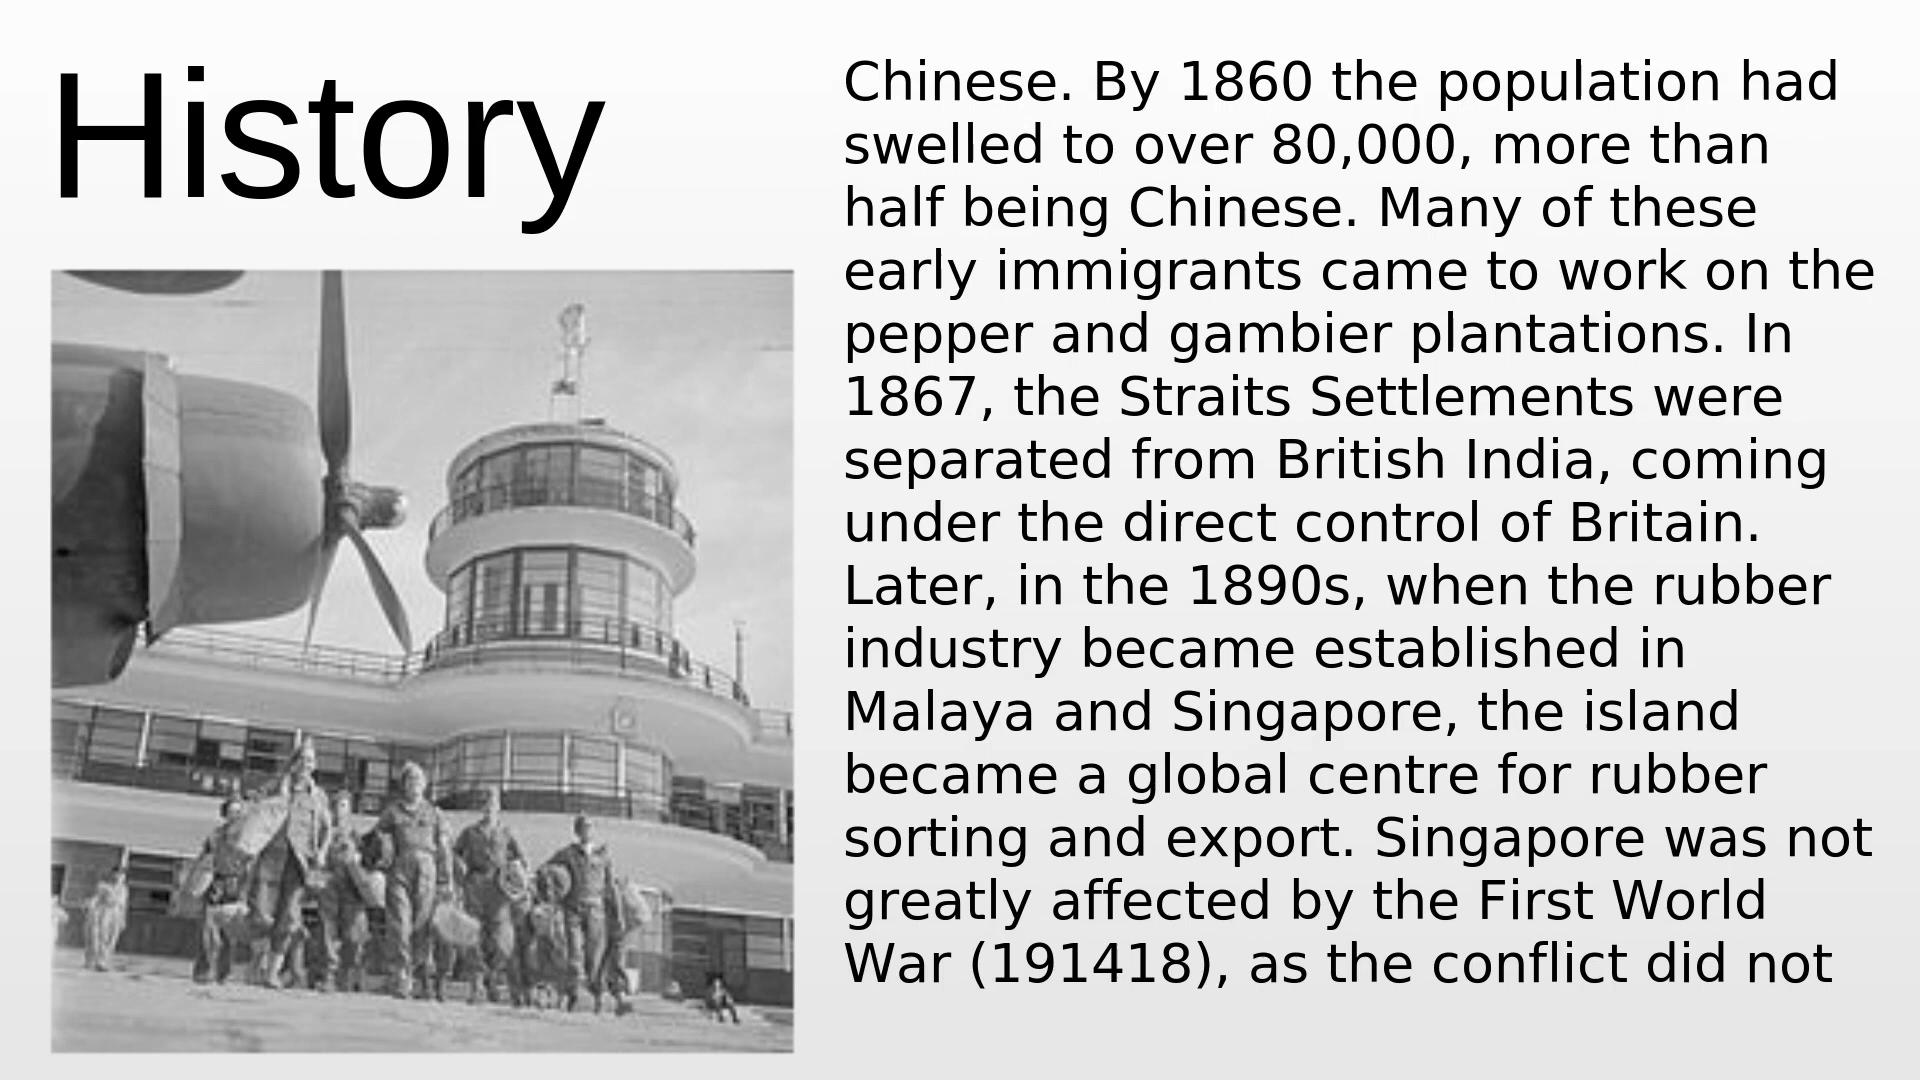 History
Chinese. By 1860 the population had
swelled to over 80,000, more than
half being Chinese. Many of these
early immigrants came to work on the
pepper and gambier plantations. In
1867, the Straits Settlements were
separated from British India, coming
under the direct control of Britain.
Later, in the 1890s, when the rubber
industry became established in
Malaya and Singapore, the island
became a global centre for rubber
sorting and export. Singapore was not
greatly affected by the First World
War (191418), as the conflict did not